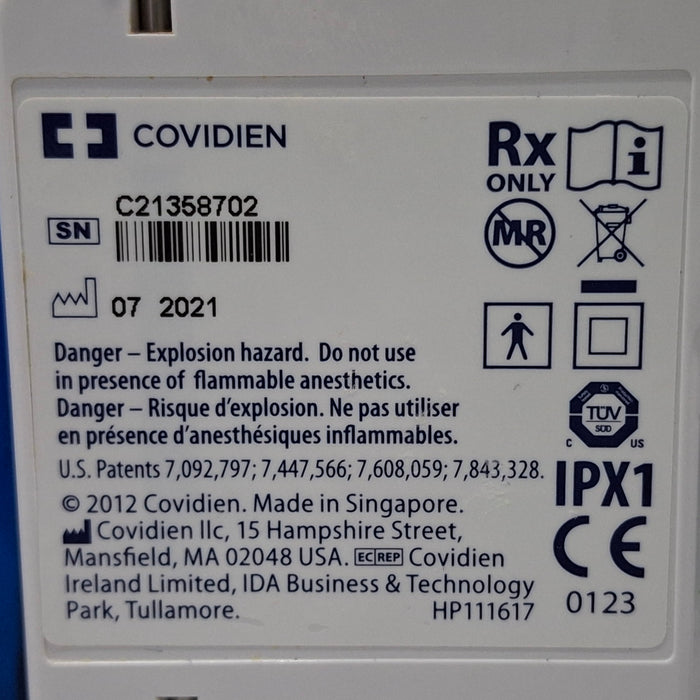 COVIDIEN
Rx
ONLY
i
C21358702
SN
MR
07 2021
Danger – Explosion hazard. Do not use
in presence of flammable anesthetics.
Danger – Risque d'explosion. Ne pas utiliser
en présence d'anesthésiques inflammables.
TÜV
SÜD
C US
U.S. Patents 7,092,797; 7,447,566; 7,608,059; 7,843,328.
IPX1
© 2012 Covidien. Made in Singapore.
Covidien llc, 15 Hampshire Street,
Mansfield, MA 02048 USA. EC REP Covidien
Ireland Limited, IDA Business & Technology
Park, Tullamore. HP111617
CE
0123